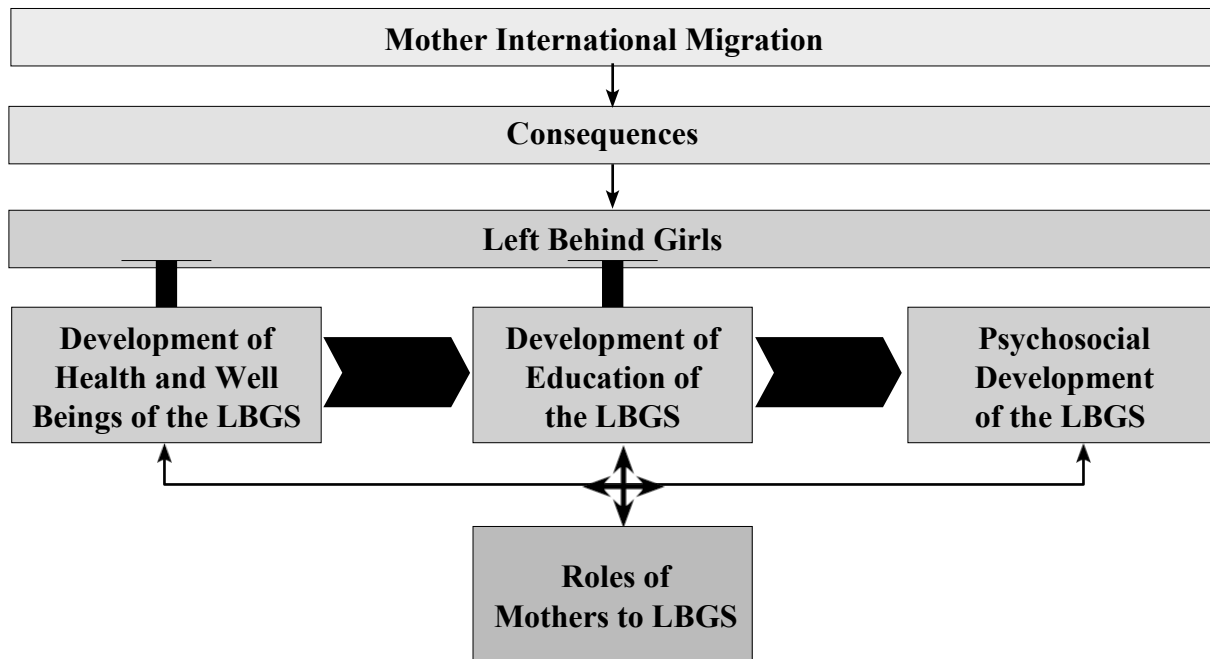 Mother International Migration
Consequences
Left Behind Girls
Development of
Health and Well
Beings of the LBGS
Development of
Education of
the LBGS
Psychosocial
Development
of the LBGS
Roles of
Mothers to LBGS